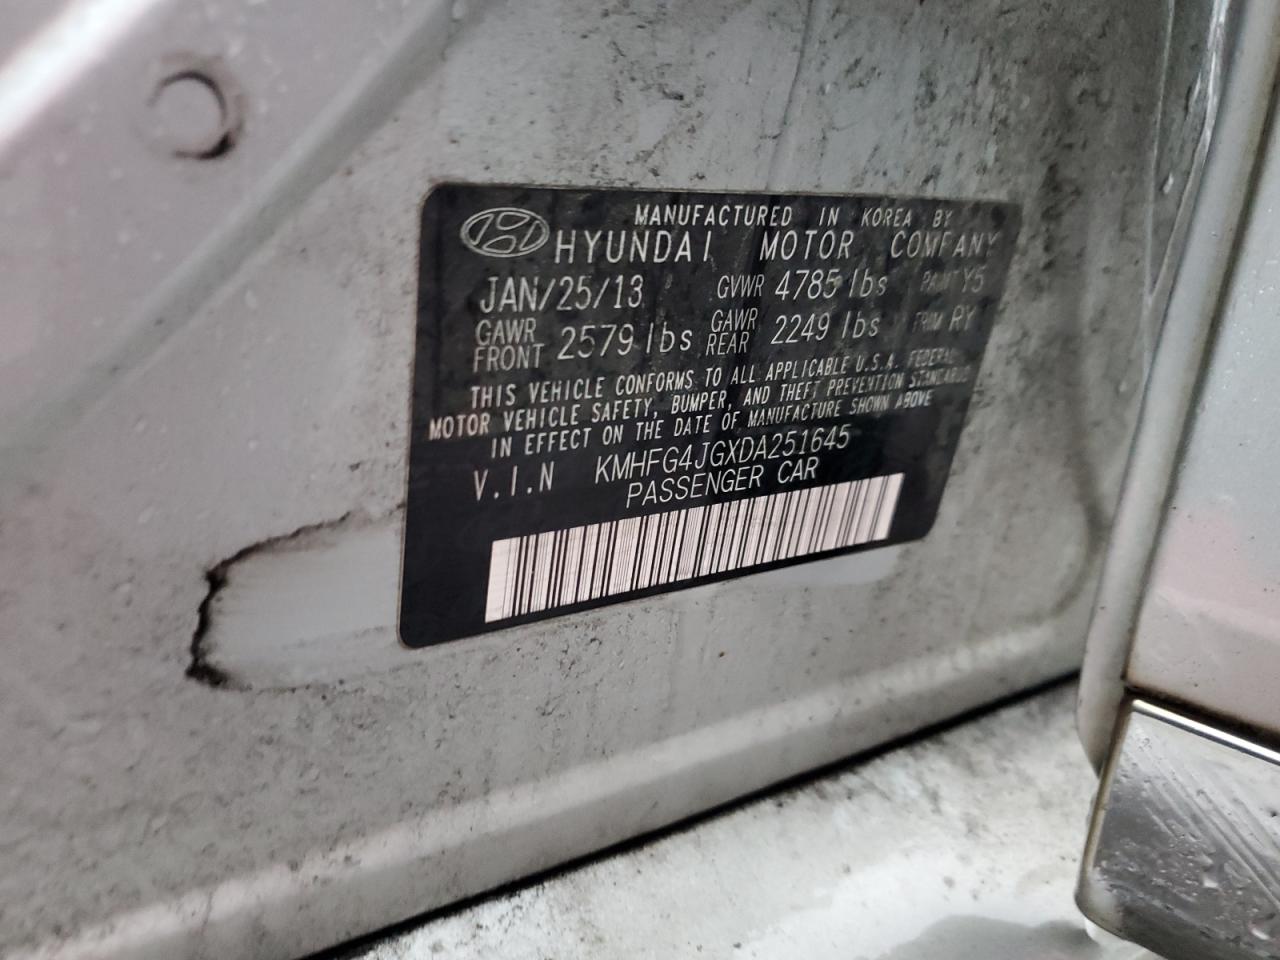 MANUFACTURED IN KOREA BY
HYUNDAI MOTOR COMPANY
JAN/25/13 GVWR 4785 lbs PAINT Y5
GAWR FRONT 2579 lbs GAWR REAR 2249 lbs TRIM RY
THIS VEHICLE CONFORMS TO ALL APPLICABLE U.S.A. FEDERAL
MOTOR VEHICLE SAFETY, BUMPER, AND THEFT PREVENTION STANDARDS
IN EFFECT ON THE DATE OF MANUFACTURE SHOWN ABOVE
V.I.N KMHFG4JGXDA251645
PASSENGER CAR